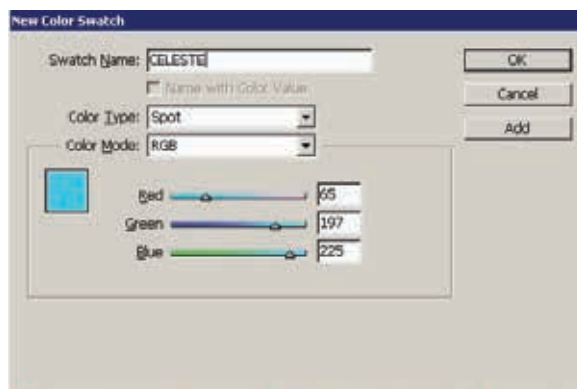 New Color Swatch
Swatch Name: CELESTE
Name with Color Value
Color Type: Spot
Color Mode: RGB
Red 65
Green 197
Blue 225
OK
Cancel
Add